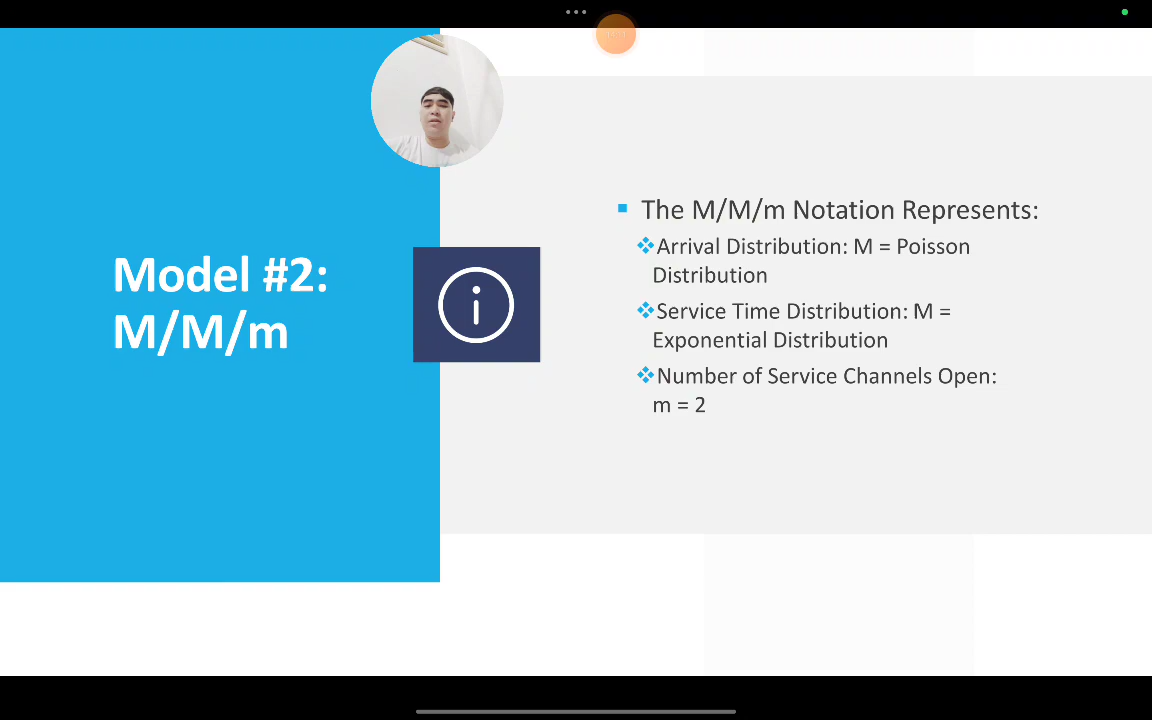 Model #2:
M/M/m
The M/M/m Notation Represents:
Arrival Distribution: M = Poisson
Distribution
Service Time Distribution: M =
Exponential Distribution
Number of Service Channels Open:
m = 2